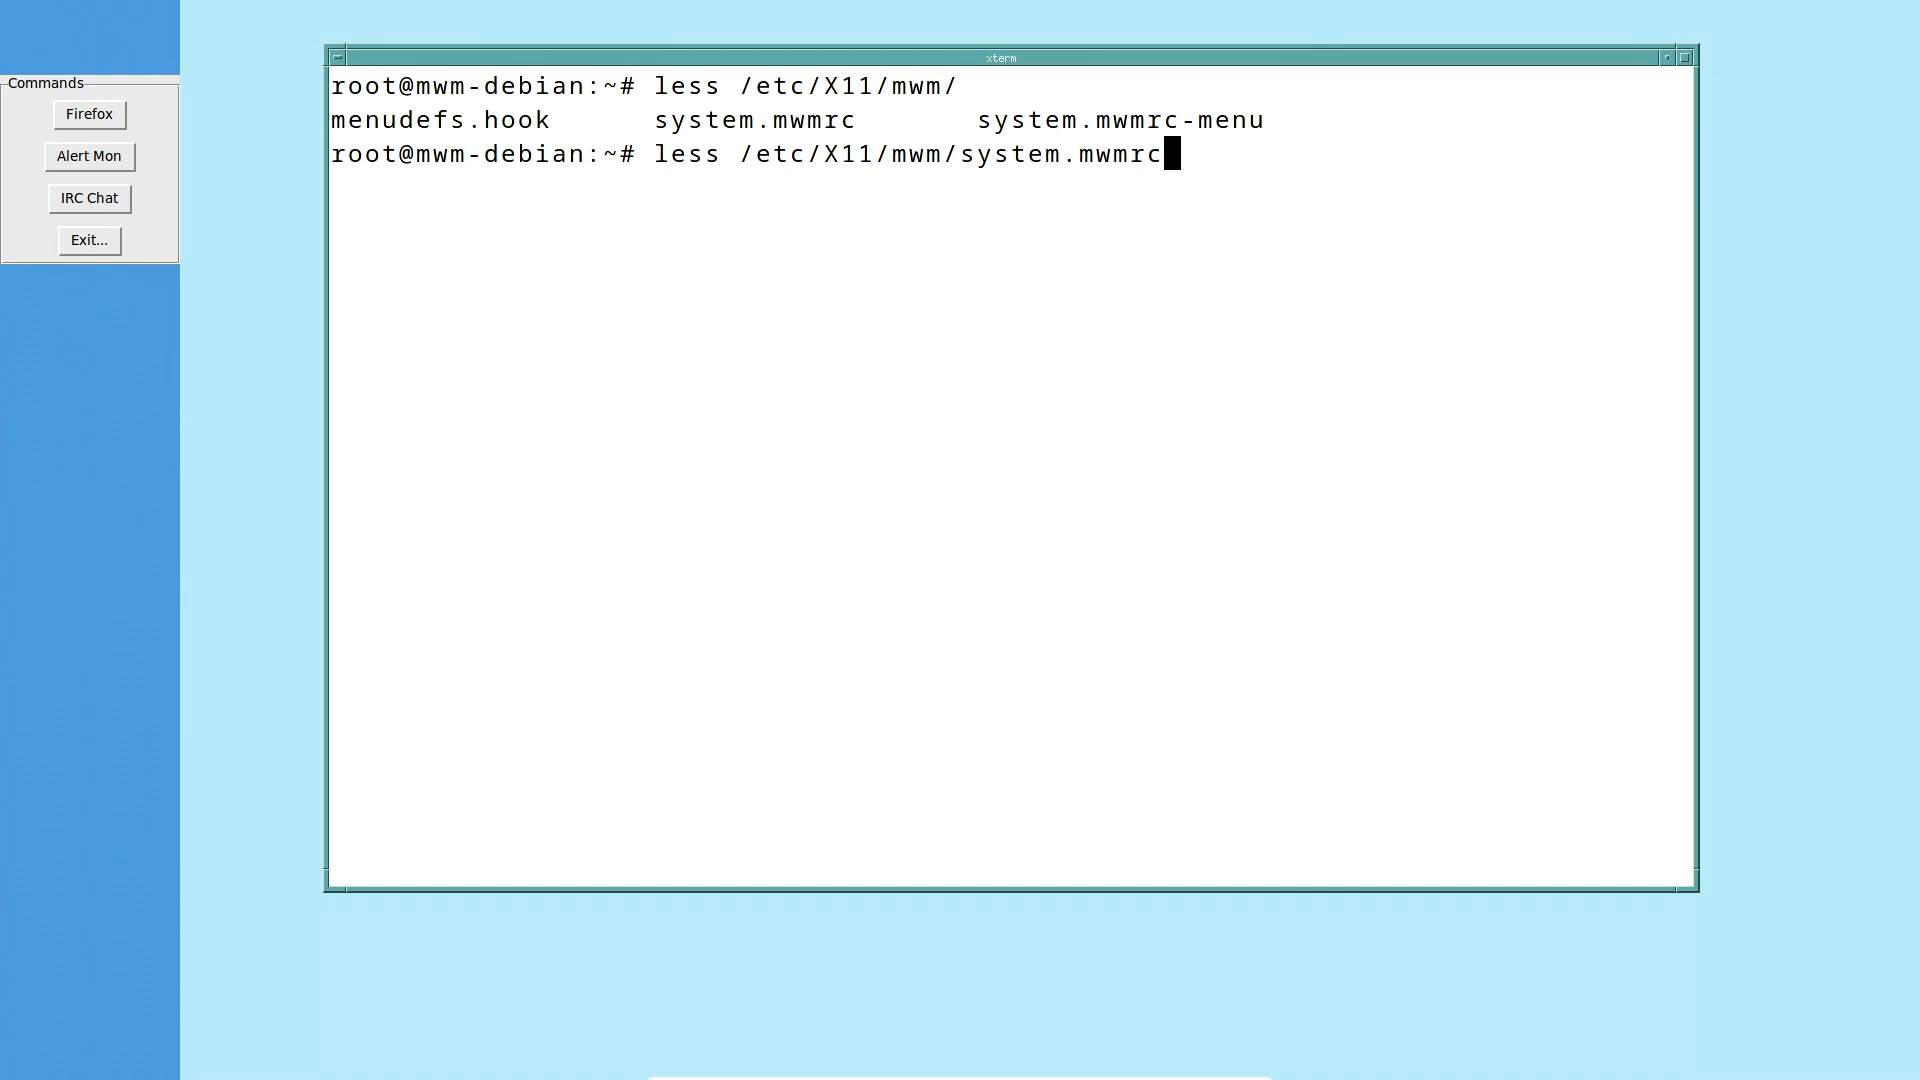 Commands
Firefox
Alert Mon
IRC Chat
Exit...
xterm
root@mwm-debian:~# less /etc/X11/mwm/
menudefs.hook system.mwmrc system.mwmrc-menu
root@mwm-debian:~# less /etc/X11/mwm/system.mwmrc